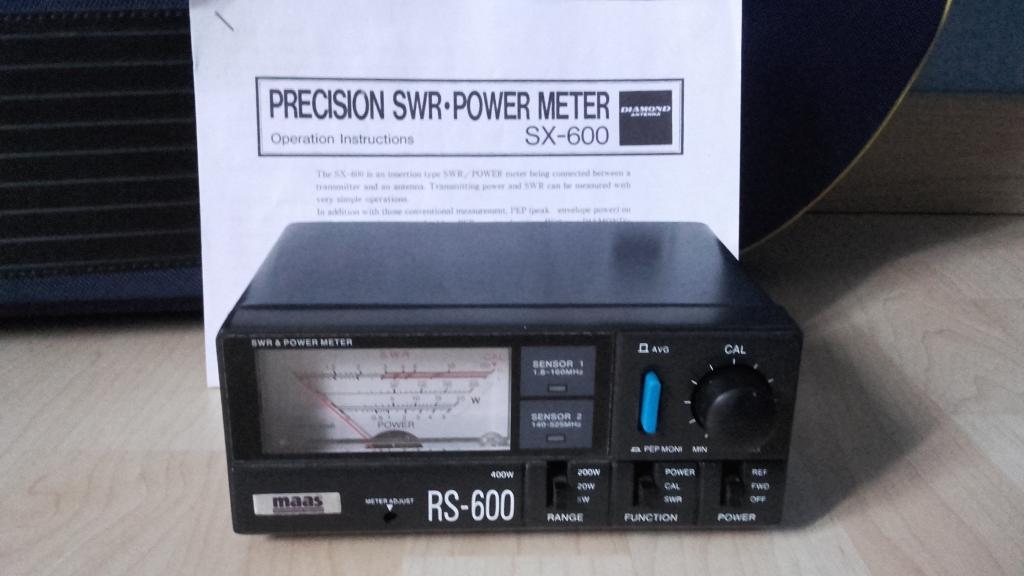 PRECISION SWR•POWER METER
Operation Instructions
SX-600
DIAMOND
ANTENNA
The SX-600 is an insertion type SWR/POWER meter being connected between a
transmitter and an antenna. Transmitting power and SWR can be measured with
very simple operations.
In addition with those conventional measurement, PEP (peak envelope power) on
SWR & POWER METER
S.W.R
CAL
W
POWER
SENSOR 1
1.8~160MHz
SENSOR 2
140~525MHz
AVG
CAL
PEP MONI
MIN
400W
maas
METER ADJUST
RS-600
200W
20W
5W
RANGE
POWER
CAL
SWR
FUNCTION
REF
FWD
OFF
POWER